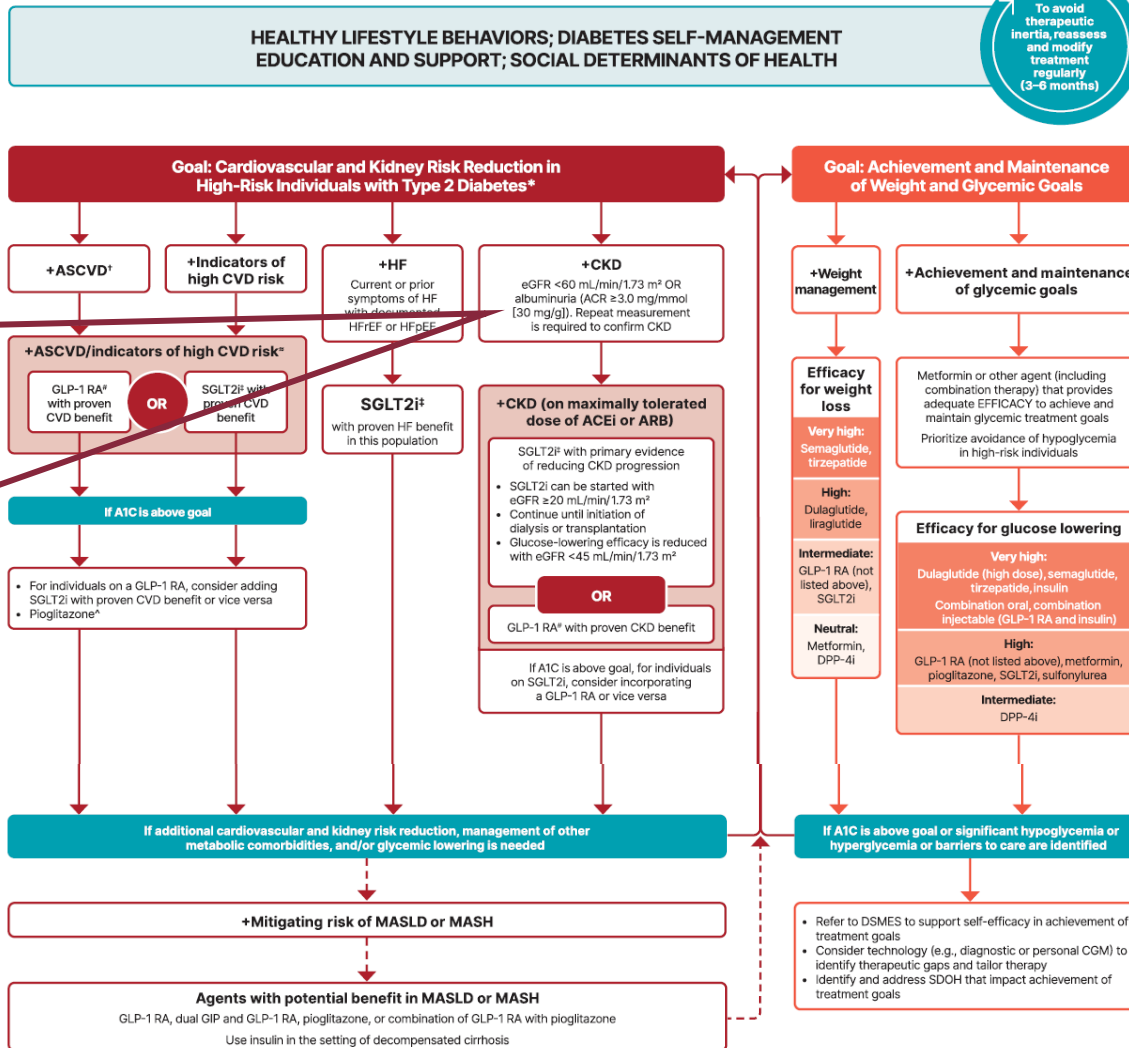 HEALTHY LIFESTYLE BEHAVIORS; DIABETES SELF-MANAGEMENT
EDUCATION AND SUPPORT; SOCIAL DETERMINANTS OF HEALTH
To avoid
therapeutic
inertia, reassess
and modify
treatment
regularly
(3–6 months)
Goal: Cardiovascular and Kidney Risk Reduction in
High-Risk Individuals with Type 2 Diabetes*
+ASCVD†
+Indicators of
high CVD risk
+HF
Current or prior
symptoms of HF
with documented
HFrEF or HFpEF
+CKD
eGFR <60 mL/min/1.73 m² OR
albuminuria (ACR ≥3.0 mg/mmol
[30 mg/g]). Repeat measurement
is required to confirm CKD
+ASCVD/indicators of high CVD risk≈
GLP-1 RA#
with proven
CVD benefit
OR
SGLT2i‡ with
proven CVD
benefit
SGLT2i‡
with proven HF benefit
in this population
+CKD (on maximally tolerated
dose of ACEi or ARB)
SGLT2i‡ with primary evidence
of reducing CKD progression
• SGLT2i can be started with
eGFR ≥20 mL/min/1.73 m²
• Continue until initiation of
dialysis or transplantation
• Glucose-lowering efficacy is reduced
with eGFR <45 mL/min/1.73 m²
OR
GLP-1 RA# with proven CKD benefit
If A1C is above goal, for individuals
on SGLT2i, consider incorporating
a GLP-1 RA or vice versa
If A1C is above goal
• For individuals on a GLP-1 RA, consider adding
SGLT2i with proven CVD benefit or vice versa
• Pioglitazone^
If additional cardiovascular and kidney risk reduction, management of other
metabolic comorbidities, and/or glycemic lowering is needed
+Mitigating risk of MASLD or MASH
Agents with potential benefit in MASLD or MASH
GLP-1 RA, dual GIP and GLP-1 RA, pioglitazone, or combination of GLP-1 RA with pioglitazone
Use insulin in the setting of decompensated cirrhosis
Goal: Achievement and Maintenance
of Weight and Glycemic Goals
+Weight
management
Efficacy
for weight
loss
Very high:
Semaglutide,
tirzepatide
High:
Dulaglutide,
liraglutide
Intermediate:
GLP-1 RA (not
listed above),
SGLT2i
Neutral:
Metformin,
DPP-4i
+Achievement and maintenance
of glycemic goals
Metformin or other agent (including
combination therapy) that provides
adequate EFFICACY to achieve and
maintain glycemic treatment goals
Prioritize avoidance of hypoglycemia
in high-risk individuals
Efficacy for glucose lowering
Very high:
Dulaglutide (high dose), semaglutide,
tirzepatide, insulin
Combination oral, combination
injectable (GLP-1 RA and insulin)
High:
GLP-1 RA (not listed above), metformin,
pioglitazone, SGLT2i, sulfonylurea
Intermediate:
DPP-4i
If A1C is above goal or significant hypoglycemia or
hyperglycemia or barriers to care are identified
• Refer to DSMES to support self-efficacy in achievement of
treatment goals
• Consider technology (e.g., diagnostic or personal CGM) to
identify therapeutic gaps and tailor therapy
• Identify and address SDOH that impact achievement of
treatment goals